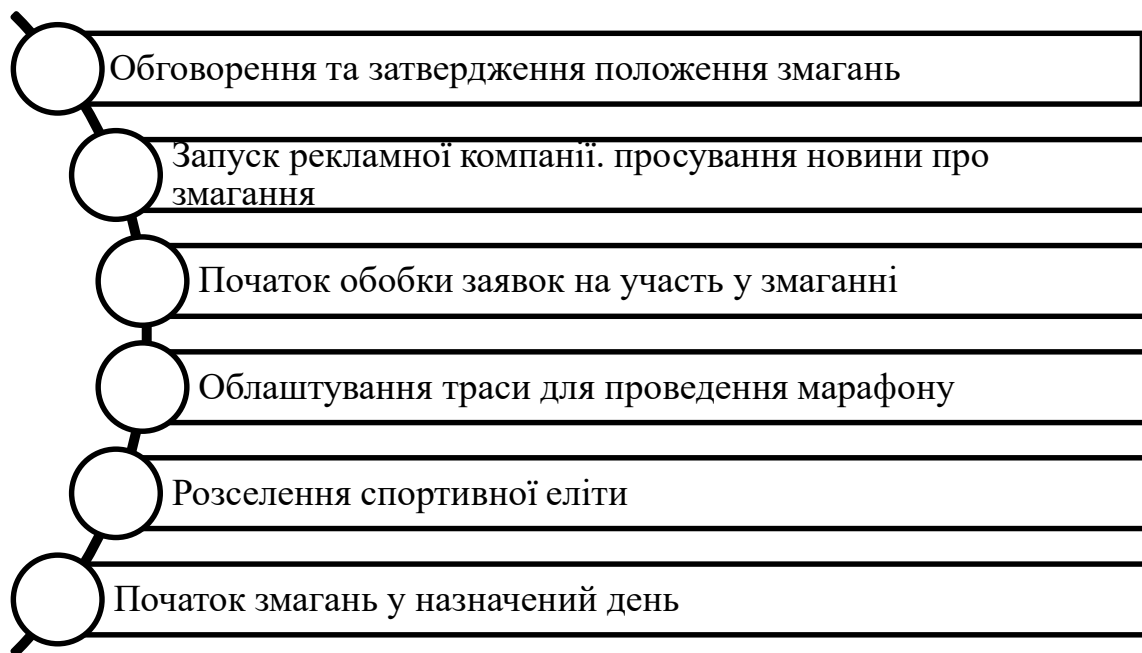 Обговорення та затвердження положення змагань
Запуск рекламної компанії. просування новини про
змагання
Початок обобки заявок на участь у змаганні
Облаштування траси для проведення марафону
Розселення спортивної еліти
Початок змагань у назначений день